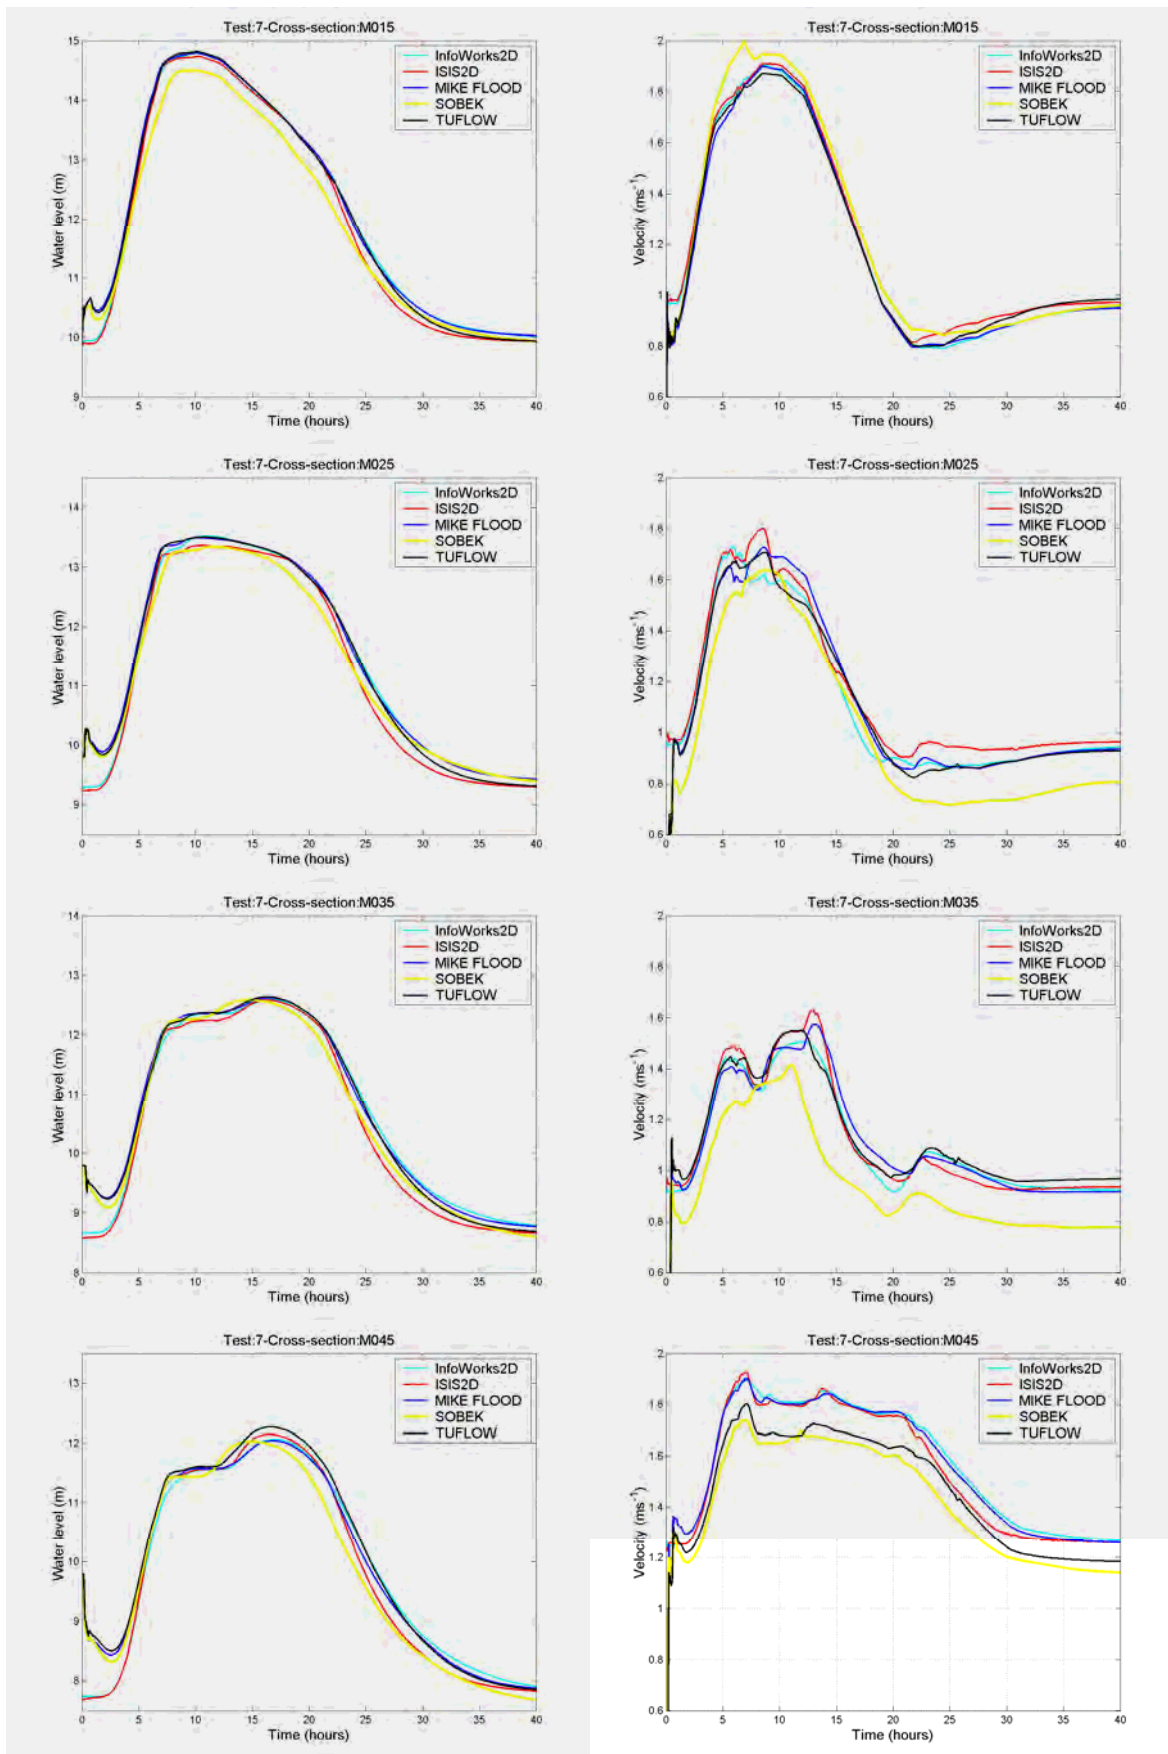 Test:7-Cross-section:M015
15
14
13
12
11
10
9
Water level (m)
0 5 10 15 20 25 30 35 40
Time (hours)
InfoWorks2D
ISIS2D
MIKE FLOOD
SOBEK
TUFLOW
Test:7-Cross-section:M015
2
1.8
1.6
1.4
1.2
1
0.8
0.6
Velocity (ms-1)
0 5 10 15 20 25 30 35 40
Time (hours)
InfoWorks2D
ISIS2D
MIKE FLOOD
SOBEK
TUFLOW
Test:7-Cross-section:M025
14
13
12
11
10
9
Water level (m)
0 5 10 15 20 25 30 35 40
Time (hours)
InfoWorks2D
ISIS2D
MIKE FLOOD
SOBEK
TUFLOW
Test:7-Cross-section:M025
2
1.8
1.6
1.4
1.2
1
0.8
0.6
Velocity (ms-1)
0 5 10 15 20 25 30 35 40
Time (hours)
InfoWorks2D
ISIS2D
MIKE FLOOD
SOBEK
TUFLOW
Test:7-Cross-section:M035
14
13
12
11
10
9
8
Water level (m)
0 5 10 15 20 25 30 35 40
Time (hours)
InfoWorks2D
ISIS2D
MIKE FLOOD
SOBEK
TUFLOW
Test:7-Cross-section:M035
2
1.8
1.6
1.4
1.2
1
0.8
0.6
Velocity (ms-1)
0 5 10 15 20 25 30 35 40
Time (hours)
InfoWorks2D
ISIS2D
MIKE FLOOD
SOBEK
TUFLOW
Test:7-Cross-section:M045
13
12
11
10
9
8
Water level (m)
0 5 10 15 20 25 30 35 40
Time (hours)
InfoWorks2D
ISIS2D
MIKE FLOOD
SOBEK
TUFLOW
Test:7-Cross-section:M045
2
1.8
1.6
1.4
1.2
1
0.8
0.6
Velocity (ms-1)
0 5 10 15 20 25 30 35 40
Time (hours)
InfoWorks2D
ISIS2D
MIKE FLOOD
SOBEK
TUFLOW